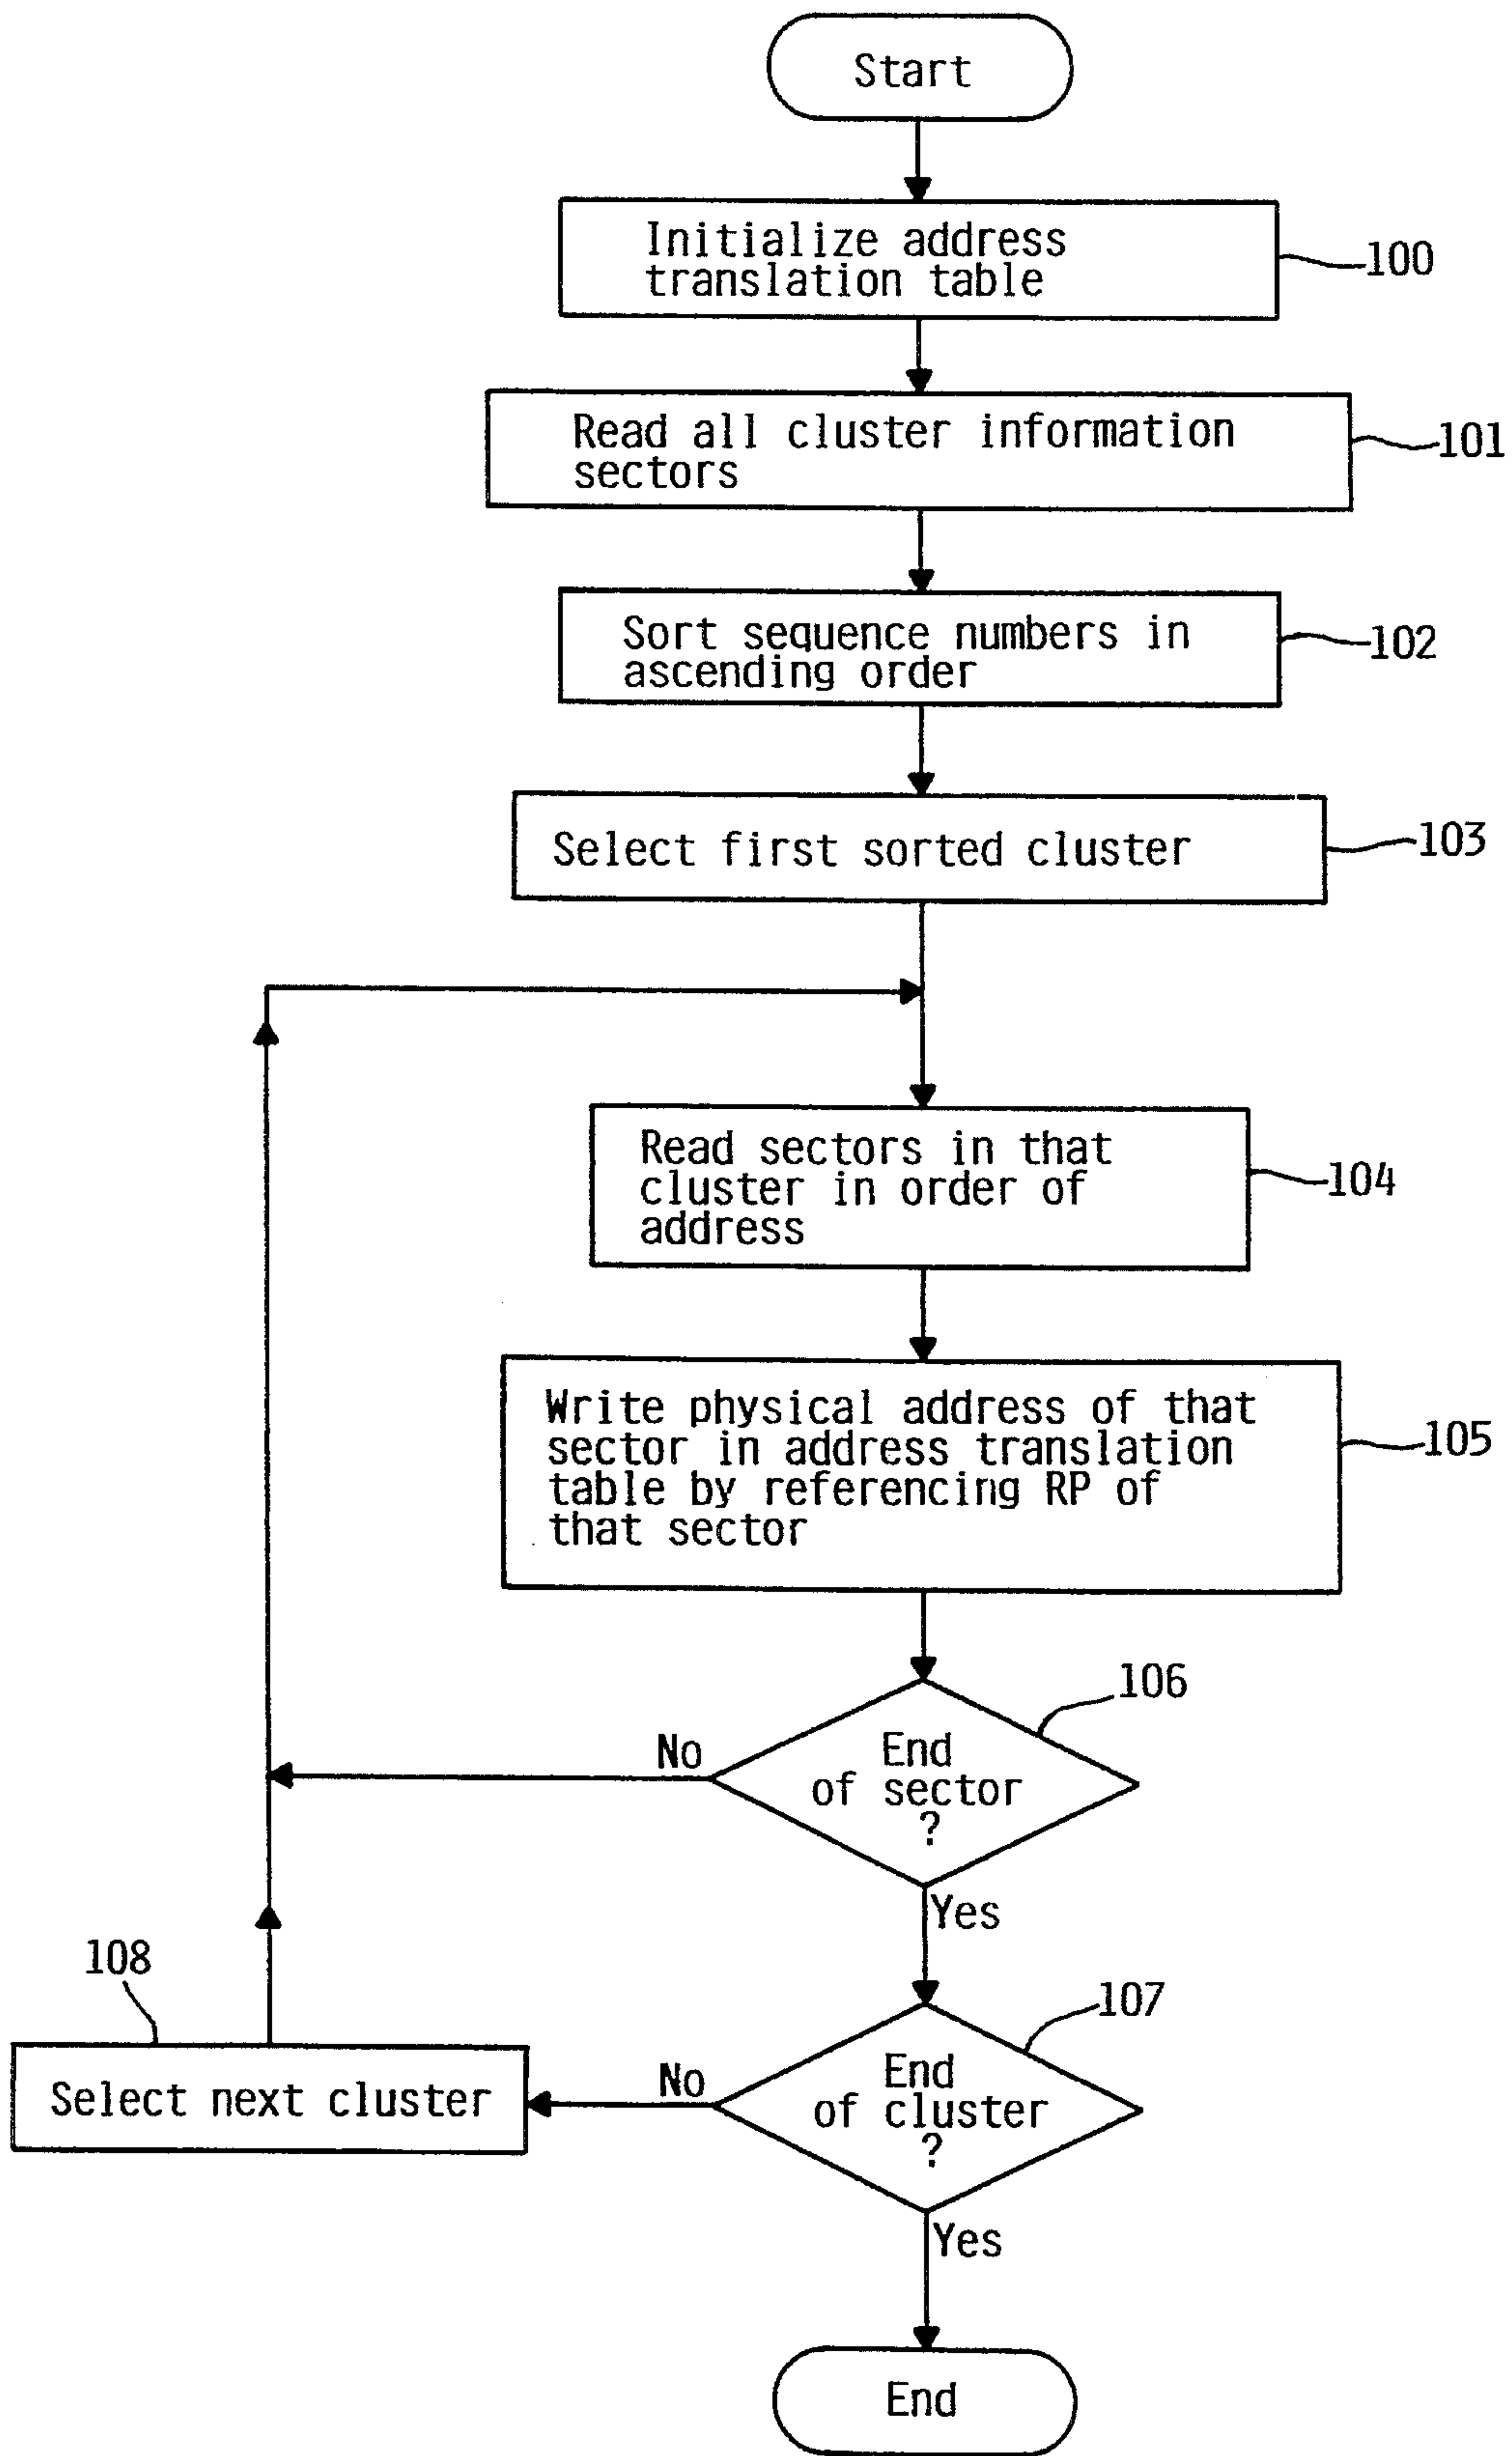 Start
Initialize address
translation table
100
Read all cluster information
sectors
101
Sort sequence numbers in
ascending order
102
Select first sorted cluster
103
Read sectors in that
cluster in order of
address
104
Write physical address of that
sector in address translation
table by referencing RP of
that sector
105
106
End
of sector
?
No
Yes
107
End
of cluster
?
No
108
Select next cluster
Yes
End